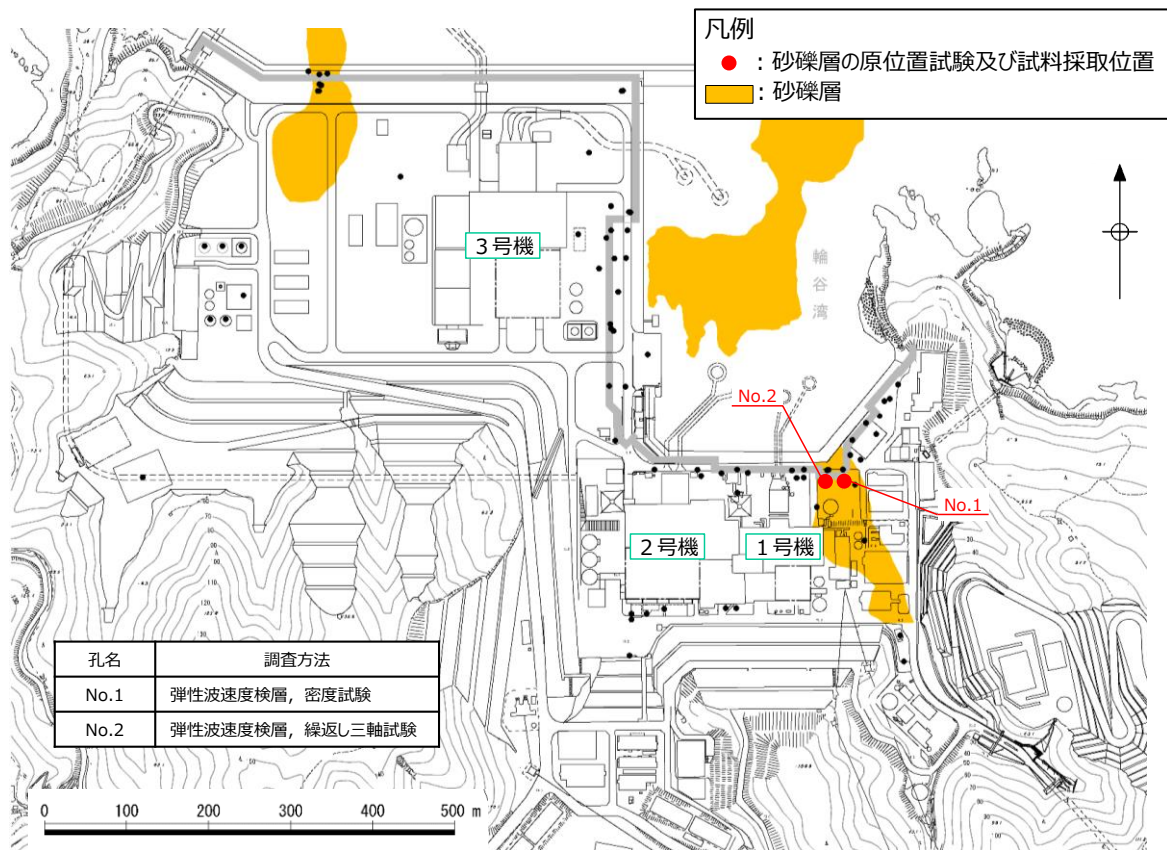 凡例
：砂礫層の原位置試験及び試料採取位置
：砂礫層
3号機
輪谷湾
No.2
No.1
2号機
1号機
孔名 調査方法
No.1 弾性波速度検層，密度試験
No.2 弾性波速度検層，繰返し三軸試験
0 100 200 300 400 500 m